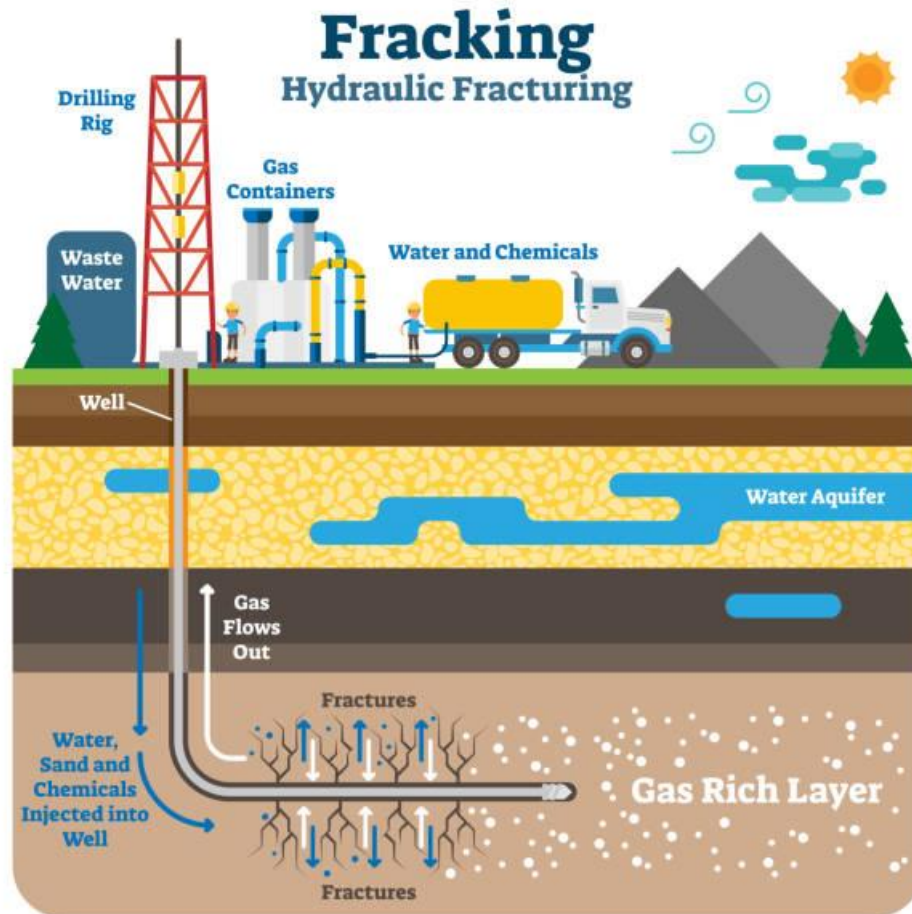 Fracking
Hydraulic Fracturing
Drilling
Rig
Gas
Containers
Waste
Water
Water and Chemicals
Well
Water Aquifer
Gas
Flows
Out
Fractures
Water,
Sand and
Chemicals
Injected into
Well
Gas Rich Layer
Fractures